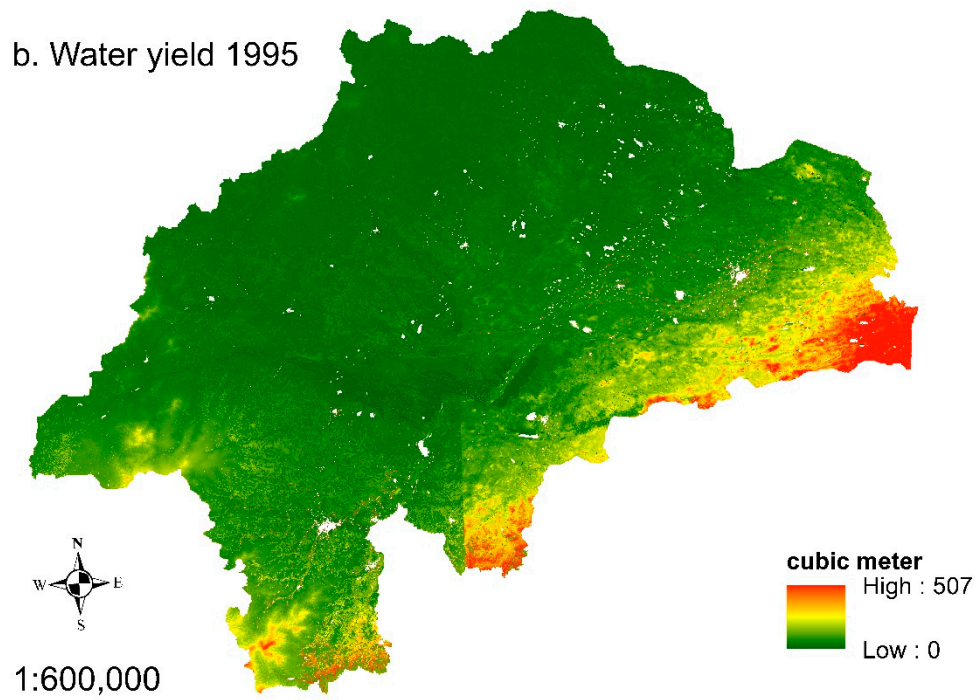 b. Water yield 1995
N
W E
S
1:600,000
cubic meter
High : 507
Low : 0